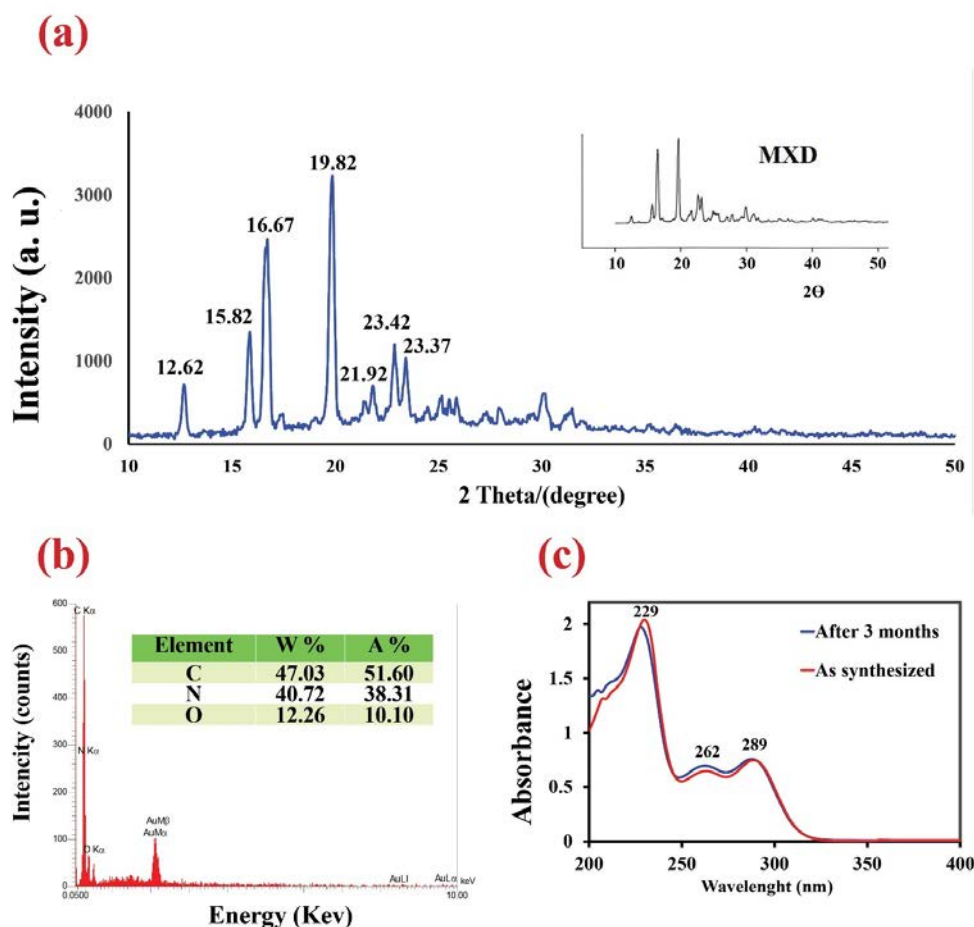 (a)
4000
3000
2000
1000
0
Intensity (a. u.)
12.62
15.82
16.67
19.82
21.92
23.42
23.37
10 15 20 25 30 35 40 45 50
2 Theta/(degree)
MXD
10 20 30 40 50
2Θ
(b)
600
500
400
300
200
100
0
Intencity (counts)
C Kα
N Kα
O Kα
AuMβ
AuMα
AuLl
AuLα
keV
0.0500 10.00
Energy (Kev)
Element W % A %
C 47.03 51.60
N 40.72 38.31
O 12.26 10.10
(c)
2
1.5
1
0.5
0
Absorbance
229
262
289
After 3 months
As synthesized
200 250 300 350 400
Wavelenght (nm)